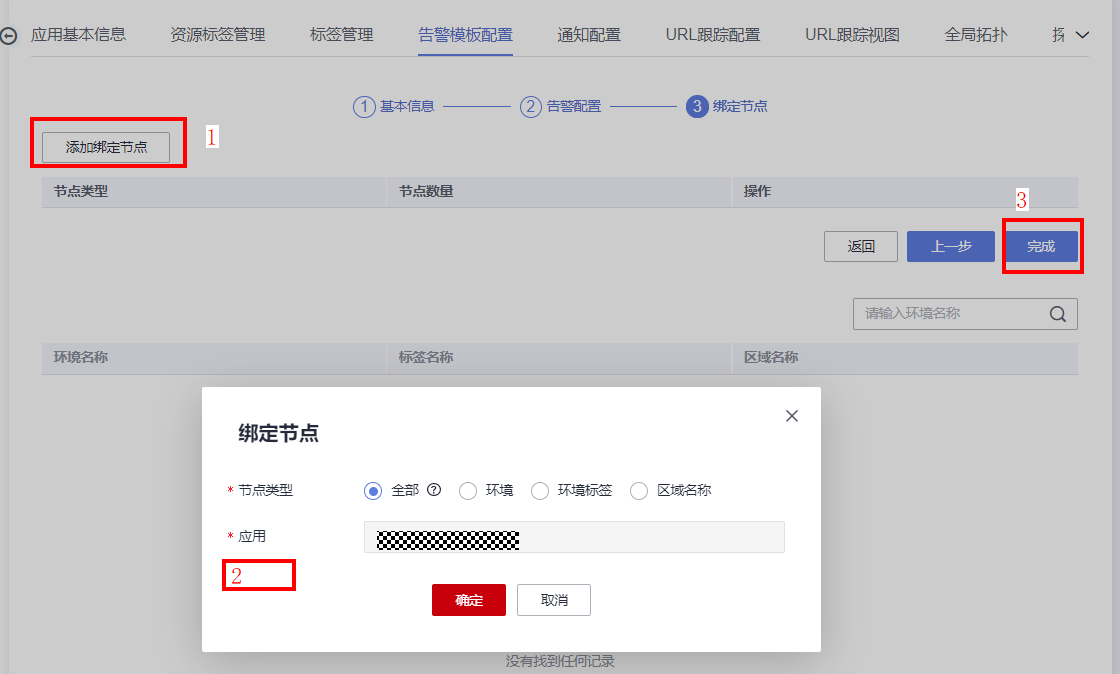 应用基本信息 资源标签管理 标签管理 告警模板配置 通知配置 URL跟踪配置 URL跟踪视图 全局拓扑 探
1 基本信息 2 告警配置 3 绑定节点
添加绑定节点 1
节点类型 节点数量 操作
3
返回 上一步 完成
请输入环境名称
环境名称 标签名称 区域名称
绑定节点
* 节点类型 全部 ? 环境 环境标签 区域名称
* 应用
2
确定 取消
没有找到任何记录